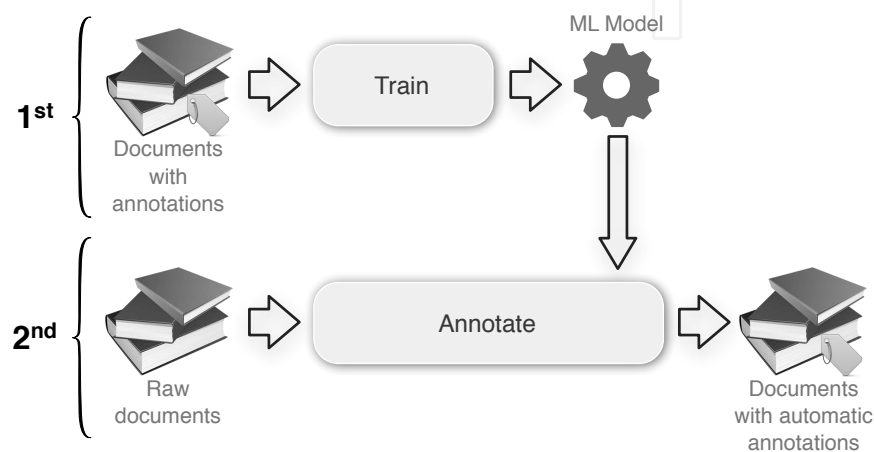 ML Model
1st
Train
Documents
with
annotations
2nd
Annotate
Raw
documents
Documents
with automatic
annotations